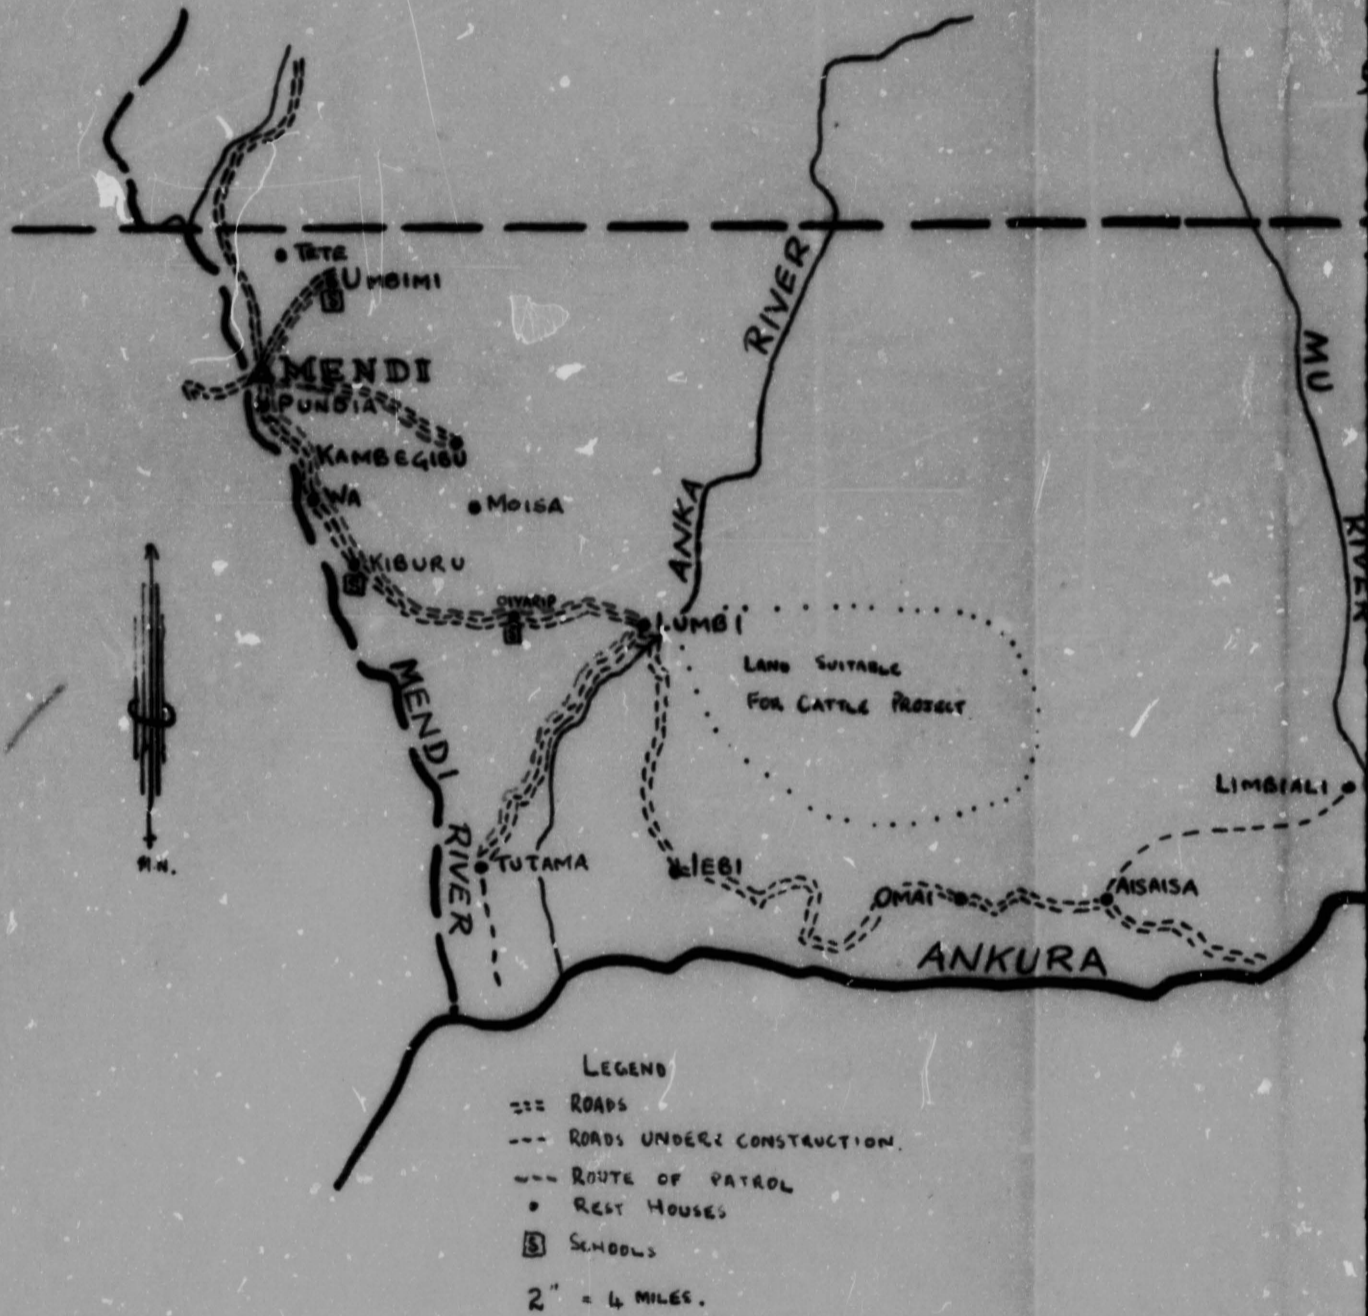 TETE
UMBIMI
S
MENDI
PUNDIA
KAMBEGIBU
WA
MOISA
KIBURU
S
OIYARIP
S
LUMBI
ANKA RIVER
MU RIVER
LAND SUITABLE
FOR CATTLE PROJECT
MENDI RIVER
LIMBIALI
TUTAMA
IEBI
OMAI
AISAISA
ANKURA
M.N.
LEGEND
ROADS
ROADS UNDER CONSTRUCTION.
ROUTE OF PATROL
REST HOUSES
S SCHOOLS
2" = 4 MILES.